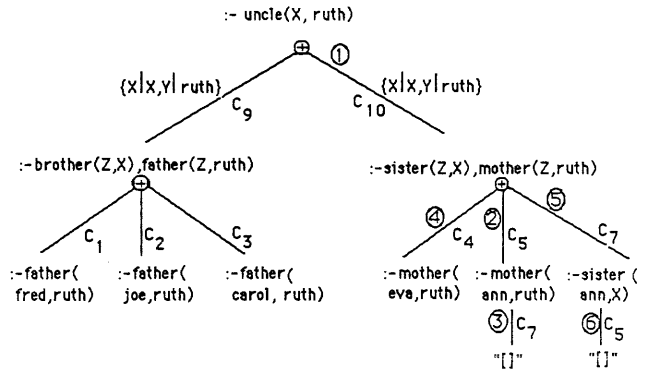 :- uncle(X, ruth)
①
{X|X,Y|ruth}
C9
{X|X,Y|ruth}
C10
:-brother(Z,X),father(Z,ruth)
:-sister(Z,X),mother(Z,ruth)
C1
C2
C3
④
C4
②
C5
⑤
C7
:-father(
fred,ruth)
:-father(
joe,ruth)
:-father(
carol, ruth)
:-mother(
eva,ruth)
:-mother(
ann,ruth)
:-sister (
ann,X)
③
C7
⑥
C5
"[]"
"[]"